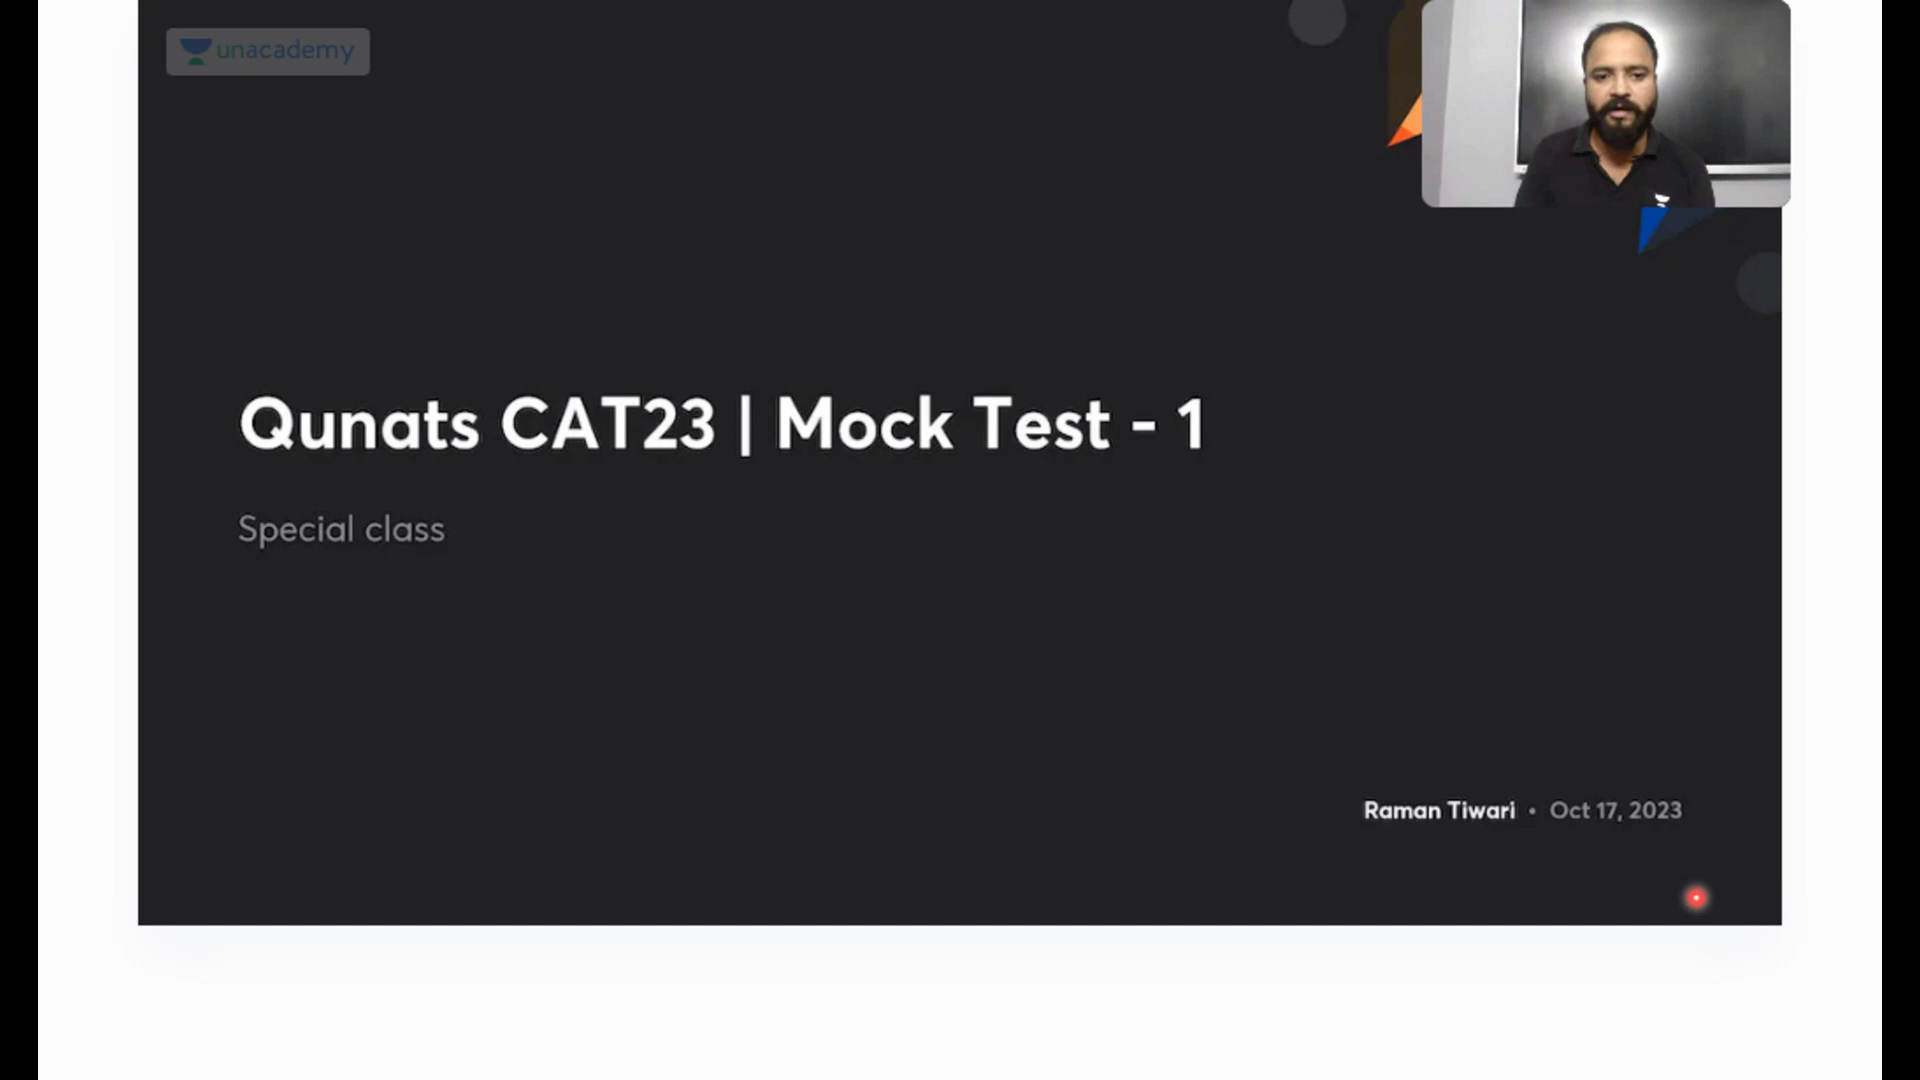 unacademy
Qunats CAT23 | Mock Test - 1
Special class
Raman Tiwari • Oct 17, 2023